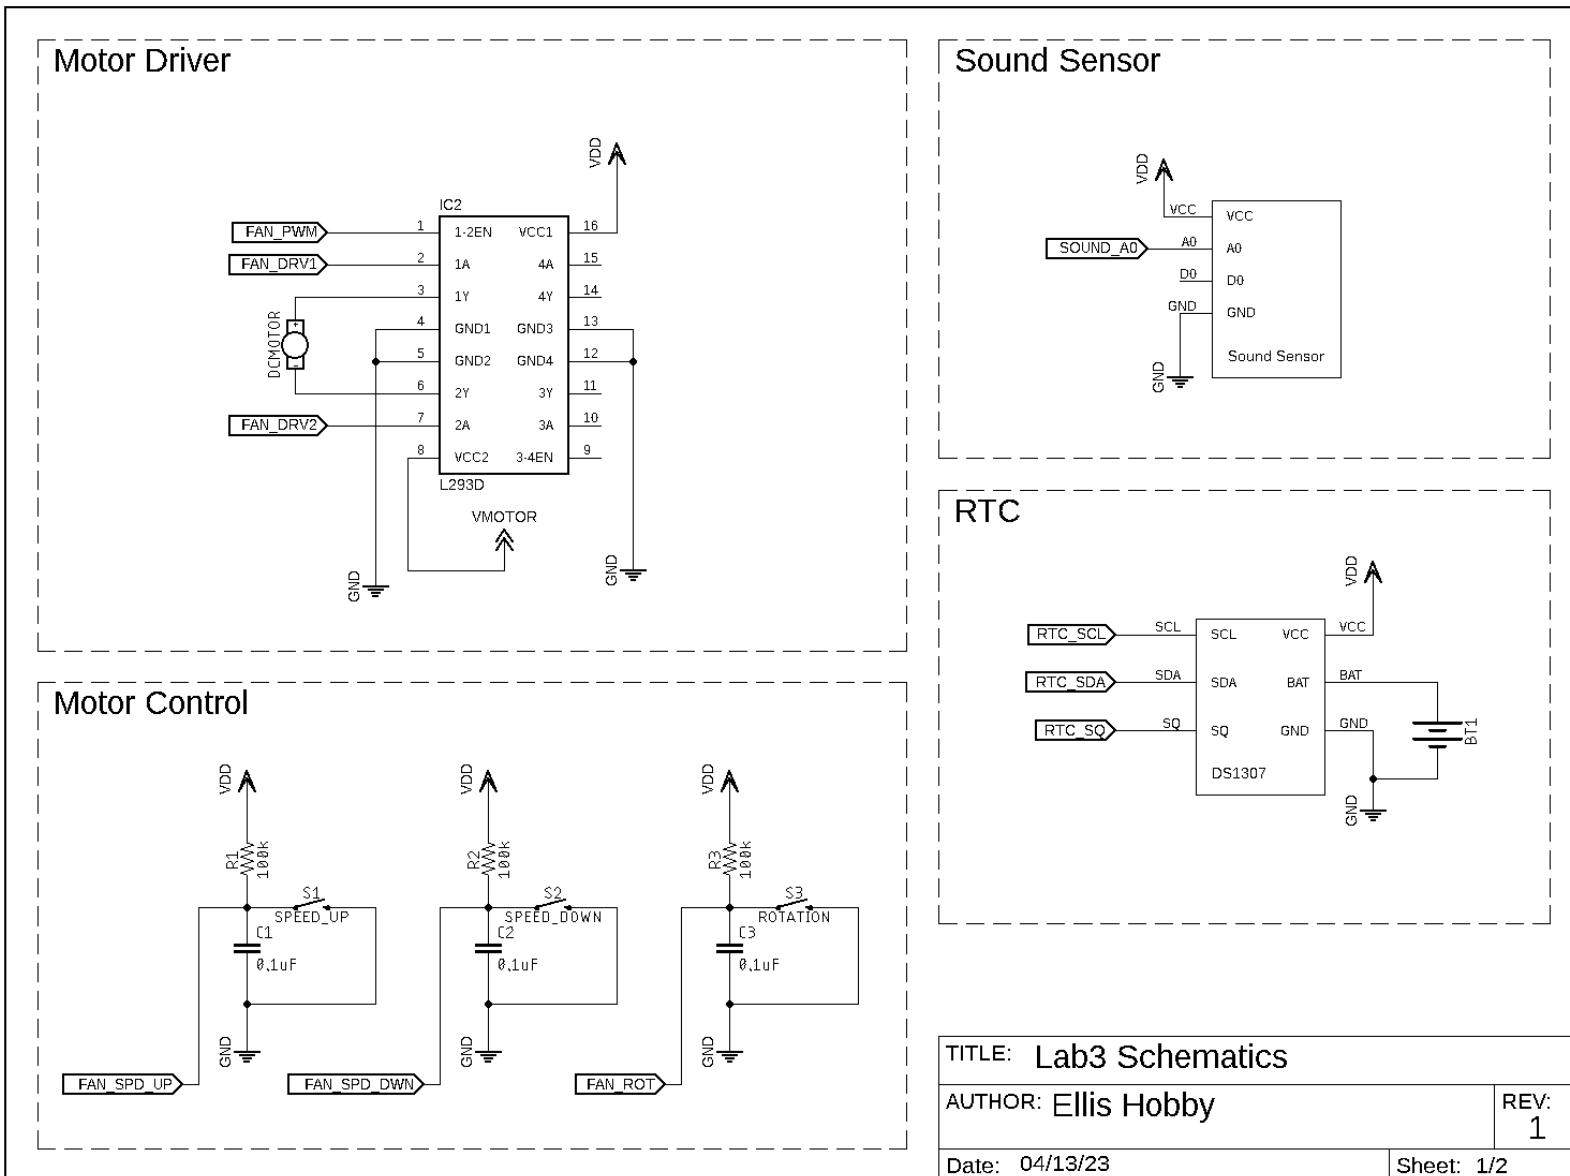 Motor Driver
VDD
IC2
FAN_PWM 1 1-2EN VCC1 16
FAN_DRV1 2 1A 4A 15
3 1Y 4Y 14
4 GND1 GND3 13
DCMOTOR
+
-
5 GND2 GND4 12
6 2Y 3Y 11
FAN_DRV2 7 2A 3A 10
8 VCC2 3-4EN 9
L293D
VMOTOR
GND
GND
Sound Sensor
VDD
VCC VCC
SOUND_A0 A0 A0
D0 D0
GND GND
Sound Sensor
GND
RTC
VDD
RTC_SCL SCL SCL VCC VCC
RTC_SDA SDA SDA BAT BAT
RTC_SQ SQ SQ GND GND
BT1
DS1307
GND
Motor Control
VDD
R1
100k
S1
SPEED_UP
C1
0.1uF
GND
FAN_SPD_UP
VDD
R2
100k
S2
SPEED_DOWN
C2
0.1uF
GND
FAN_SPD_DWN
VDD
R3
100k
S3
ROTATION
C3
0.1uF
GND
FAN_ROT
TITLE: Lab3 Schematics
AUTHOR: Ellis Hobby
REV:
1
Date: 04/13/23
Sheet: 1/2